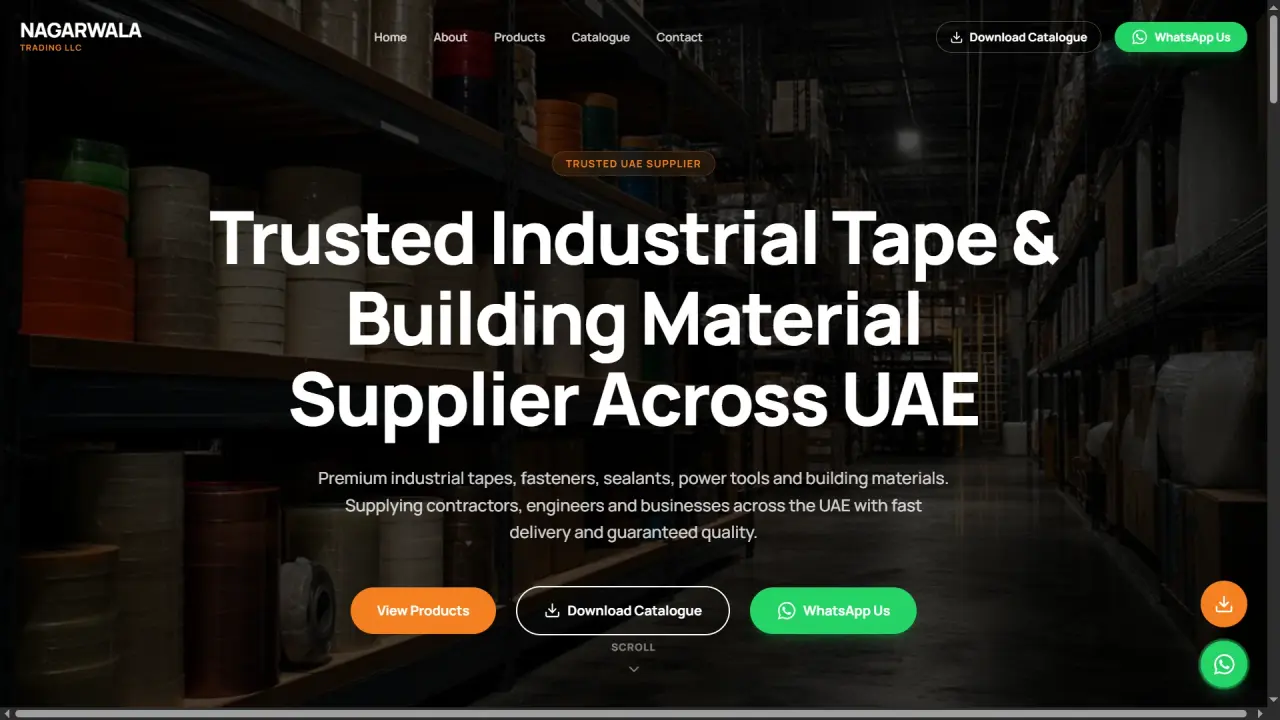 NAGARWALA
TRADING LLC
Home
About
Products
Catalogue
Contact
Download Catalogue
WhatsApp Us
TRUSTED UAE SUPPLIER
Trusted Industrial Tape &
Building Material
Supplier Across UAE
Premium industrial tapes, fasteners, sealants, power tools and building materials.
Supplying contractors, engineers and businesses across the UAE with fast
delivery and guaranteed quality.
View Products
Download Catalogue
WhatsApp Us
SCROLL